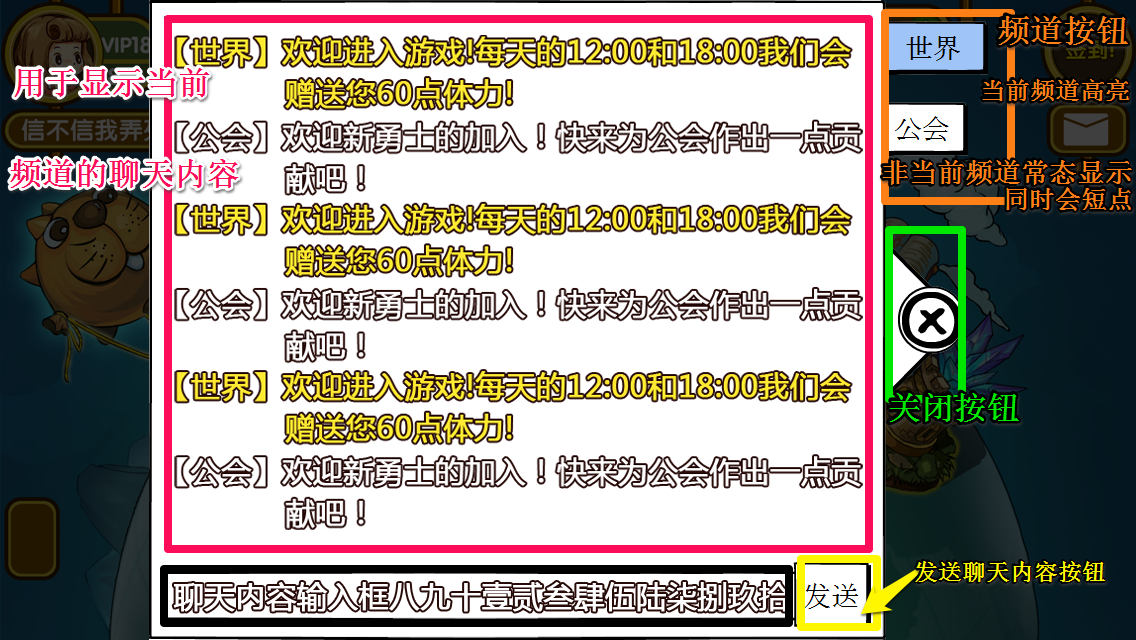 VIP18
用于显示当前
信不信我弄
频道的聊天内容
【世界】欢迎进入游戏!每天的12:00和18:00我们会
赠送您60点体力!
【公会】欢迎新勇士的加入！快来为公会作出一点贡
献吧！
【世界】欢迎进入游戏!每天的12:00和18:00我们会
赠送您60点体力!
【公会】欢迎新勇士的加入！快来为公会作出一点贡
献吧！
【世界】欢迎进入游戏!每天的12:00和18:00我们会
赠送您60点体力!
【公会】欢迎新勇士的加入！快来为公会作出一点贡
献吧！
聊天内容输入框八九十壹贰叁肆伍陆柒捌玖拾
发送
世界
频道按钮
签到!
当前频道高亮
公会
非当前频道常态显示
同时会短点
关闭按钮
发送聊天内容按钮